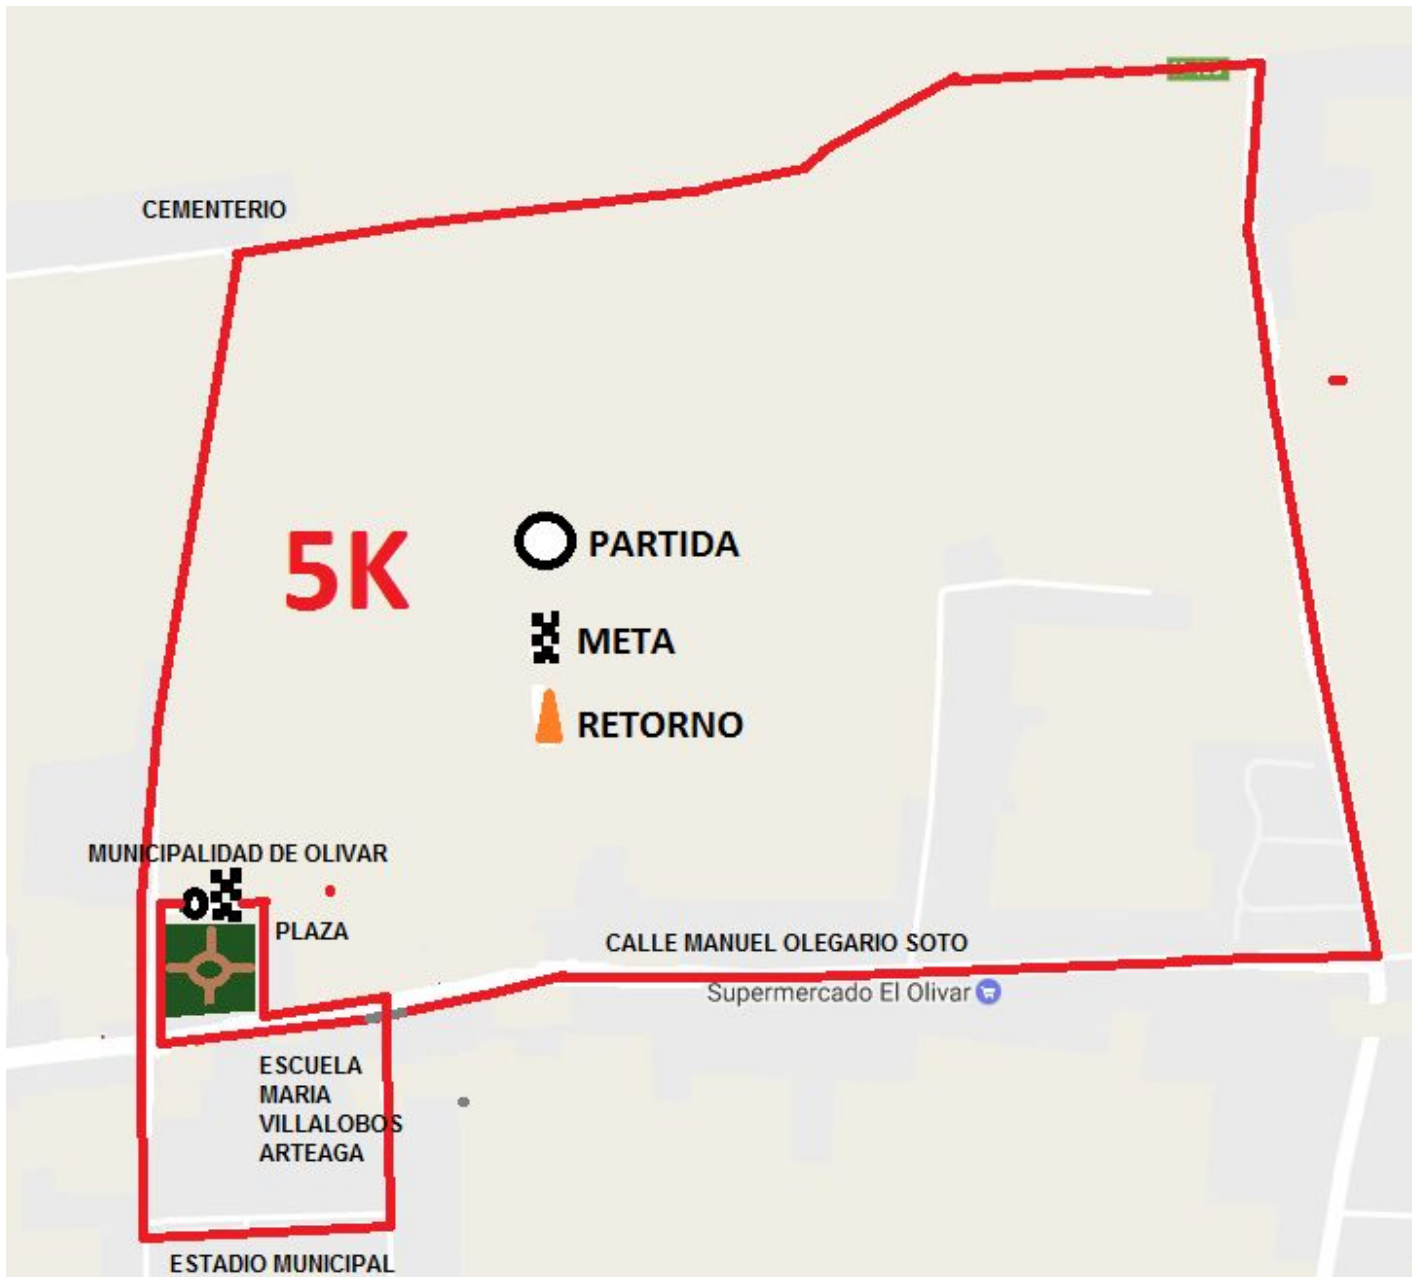 CEMENTERIO
5K
PARTIDA
META
RETORNO
MUNICIPALIDAD DE OLIVAR
PLAZA
CALLE MANUEL OLEGARIO SOTO
Supermercado El Olivar
ESCUELA
MARIA
VILLALOBOS
ARTEAGA
ESTADIO MUNICIPAL